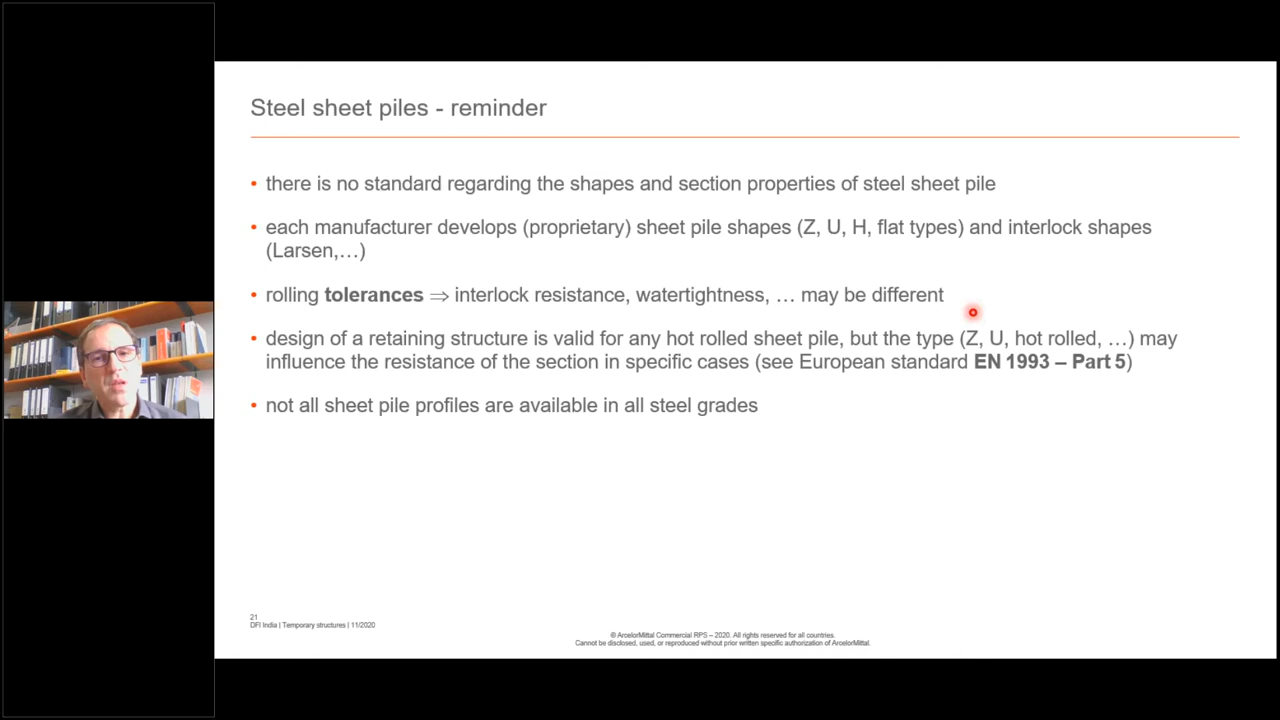 Steel sheet piles - reminder
• there is no standard regarding the shapes and section properties of steel sheet pile
• each manufacturer develops (proprietary) sheet pile shapes (Z, U, H, flat types) and interlock shapes
(Larsen,…)
• rolling tolerances ⇒ interlock resistance, watertightness, … may be different
• design of a retaining structure is valid for any hot rolled sheet pile, but the type (Z, U, hot rolled, …) may
influence the resistance of the section in specific cases (see European standard EN 1993 – Part 5)
• not all sheet pile profiles are available in all steel grades
21
DFI India | Temporary structures | 11/2020
© ArcelorMittal Commercial RPS – 2020. All rights reserved for all countries.
Cannot be disclosed, used, or reproduced without prior written specific authorization of ArcelorMittal.